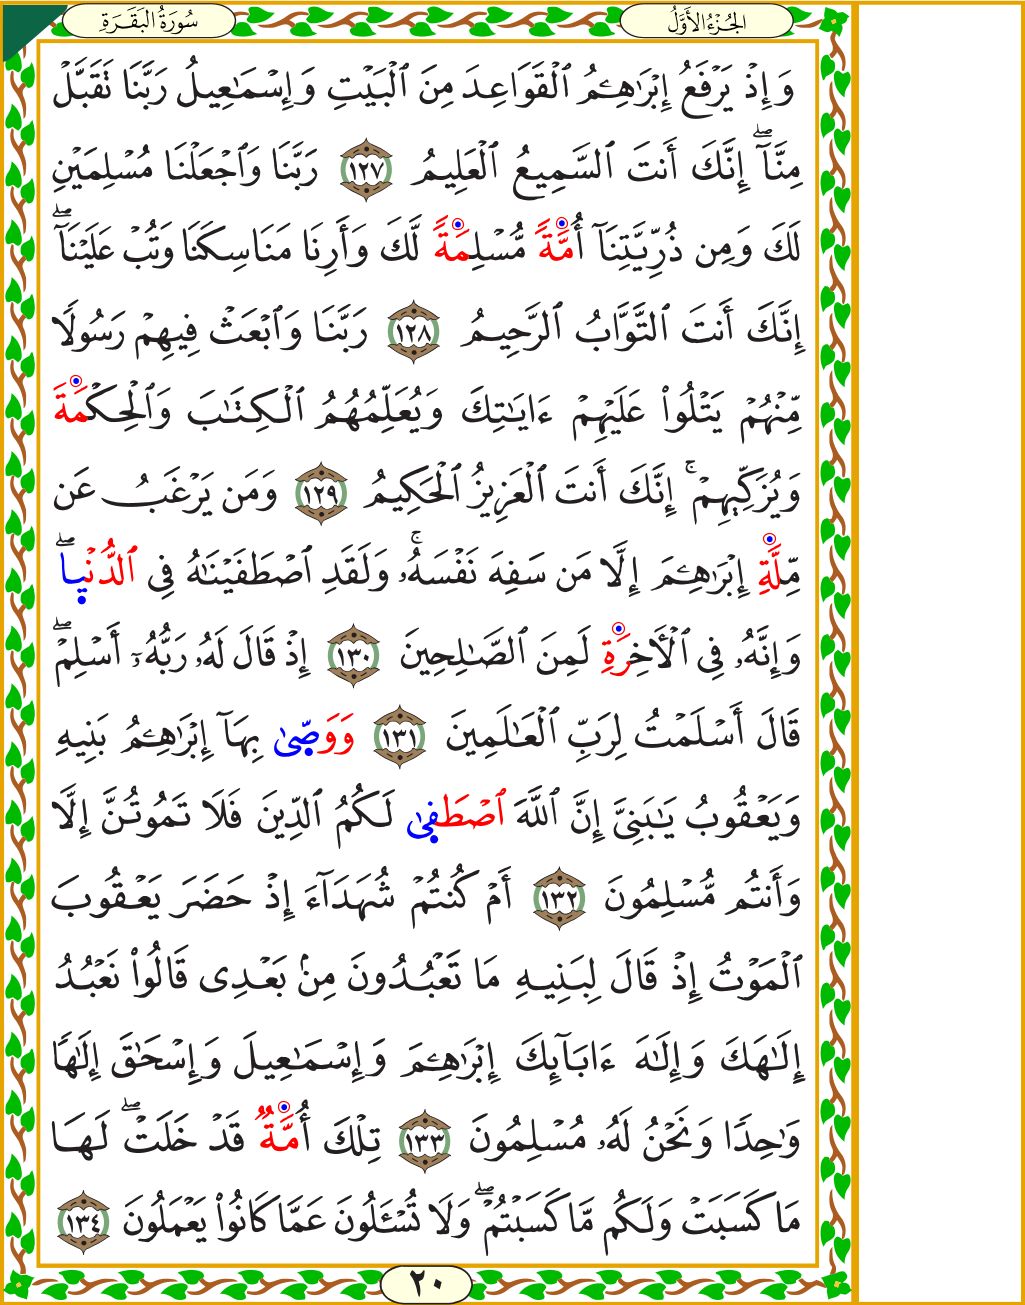 الجُزْءُ الأَوَّلُ
سُورَةُ البَقَرَةِ
وَإِذۡ يَرۡفَعُ إِبۡرَٰهِـۧمُ ٱلۡقَوَاعِدَ مِنَ ٱلۡبَيۡتِ وَإِسۡمَٰعِيلُ رَبَّنَا تَقَبَّلۡ
مِنَّآۖ إِنَّكَ أَنتَ ٱلسَّمِيعُ ٱلۡعَلِيمُ ١٢٧ رَبَّنَا وَٱجۡعَلۡنَا مُسۡلِمَيۡنِ
لَكَ وَمِن ذُرِّيَّتِنَآ أُمَّةٗ مُّسۡلِمَةٗ لَّكَ وَأَرِنَا مَنَاسِكَنَا وَتُبۡ عَلَيۡنَآۖ
إِنَّكَ أَنتَ ٱلتَّوَّابُ ٱلرَّحِيمُ ١٢٨ رَبَّنَا وَٱبۡعَثۡ فِيهِمۡ رَسُولٗا
مِّنۡهُمۡ يَتۡلُواْ عَلَيۡهِمۡ ءَايَٰتِكَ وَيُعَلِّمُهُمُ ٱلۡكِتَٰبَ وَٱلۡحِكۡمَةَ
وَيُزَكِّيهِمۡۚ إِنَّكَ أَنتَ ٱلۡعَزِيزُ ٱلۡحَكِيمُ ١٢٩ وَمَن يَرۡغَبُ عَن
مِّلَّةِ إِبۡرَٰهِـۧمَ إِلَّا مَن سَفِهَ نَفۡسَهُۥۚ وَلَقَدِ ٱصۡطَفَيۡنَٰهُ فِي ٱلدُّنۡيَاۖ
وَإِنَّهُۥ فِي ٱلۡأٓخِرَةِ لَمِنَ ٱلصَّٰلِحِينَ ١٣٠ إِذۡ قَالَ لَهُۥ رَبُّهُۥٓ أَسۡلِمۡۖ
قَالَ أَسۡلَمۡتُ لِرَبِّ ٱلۡعَٰلَمِينَ ١٣١ وَوَصَّىٰ بِهَآ إِبۡرَٰهِـۧمُ بَنِيهِ
وَيَعۡقُوبُ يَٰبَنِيَّ إِنَّ ٱللَّهَ ٱصۡطَفَىٰ لَكُمُ ٱلدِّينَ فَلَا تَمُوتُنَّ إِلَّا
وَأَنتُم مُّسۡلِمُونَ ١٣٢ أَمۡ كُنتُمۡ شُهَدَآءَ إِذۡ حَضَرَ يَعۡقُوبَ
ٱلۡمَوۡتُ إِذۡ قَالَ لِبَنِيهِ مَا تَعۡبُدُونَ مِنۢ بَعۡدِي قَالُواْ نَعۡبُدُ
إِلَٰهَكَ وَإِلَٰهَ ءَابَآئِكَ إِبۡرَٰهِـۧمَ وَإِسۡمَٰعِيلَ وَإِسۡحَٰقَ إِلَٰهٗا
وَٰحِدٗا وَنَحۡنُ لَهُۥ مُسۡلِمُونَ ١٣٣ تِلۡكَ أُمَّةٞ قَدۡ خَلَتۡۖ لَهَا
مَا كَسَبَتۡ وَلَكُم مَّا كَسَبۡتُمۡۖ وَلَا تُسۡـَٔلُونَ عَمَّا كَانُواْ يَعۡمَلُونَ ١٣٤
٢٠